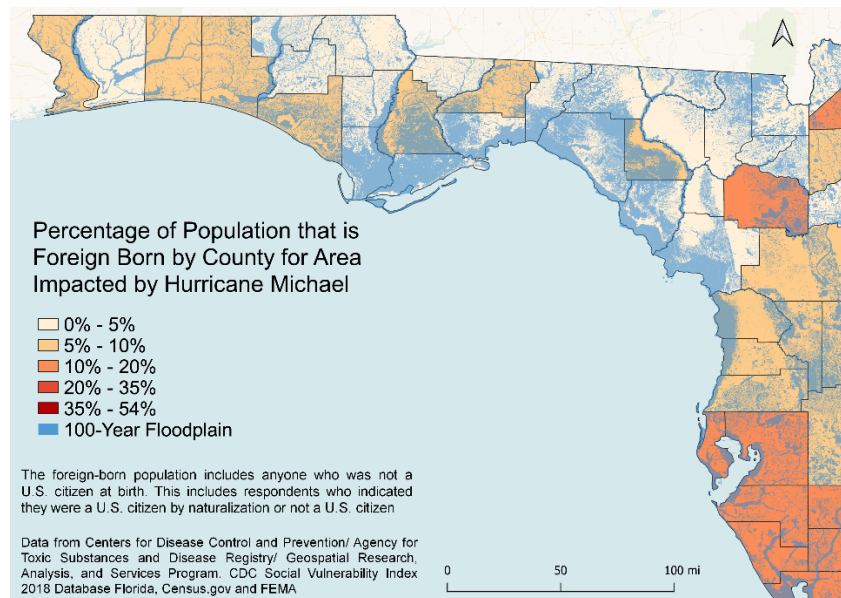 Percentage of Population that is
Foreign Born by County for Area
Impacted by Hurricane Michael
0% - 5%
5% - 10%
10% - 20%
20% - 35%
35% - 54%
100-Year Floodplain
The foreign-born population includes anyone who was not a
U.S. citizen at birth. This includes respondents who indicated
they were a U.S. citizen by naturalization or not a U.S. citizen
Data from Centers for Disease Control and Prevention/ Agency for
Toxic Substances and Disease Registry/ Geospatial Research,
Analysis, and Services Program. CDC Social Vulnerability Index
2018 Database Florida, Census.gov and FEMA
0 50 100 mi